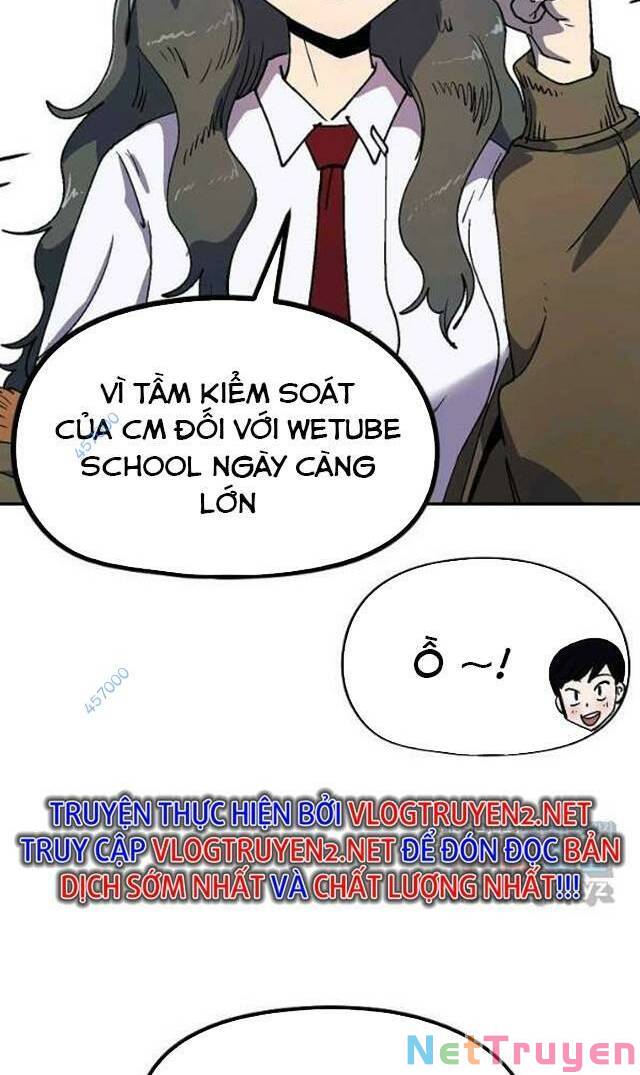 VÌ TẦM KIỂM SOÁT
CỦA CM ĐỐI VỚI WETUBE
SCHOOL NGÀY CÀNG
LỚN
457000
Ồ ~!
457000
TRUYỆN THỰC HIỆN BỞI VLOGTRUYEN2.NET
TRUY CẬP VLOGTRUYEN2.NET ĐỂ ĐÓN ĐỌC BẢN
DỊCH SỚM NHẤT VÀ CHẤT LƯỢNG NHẤT!!!
NetTruyen